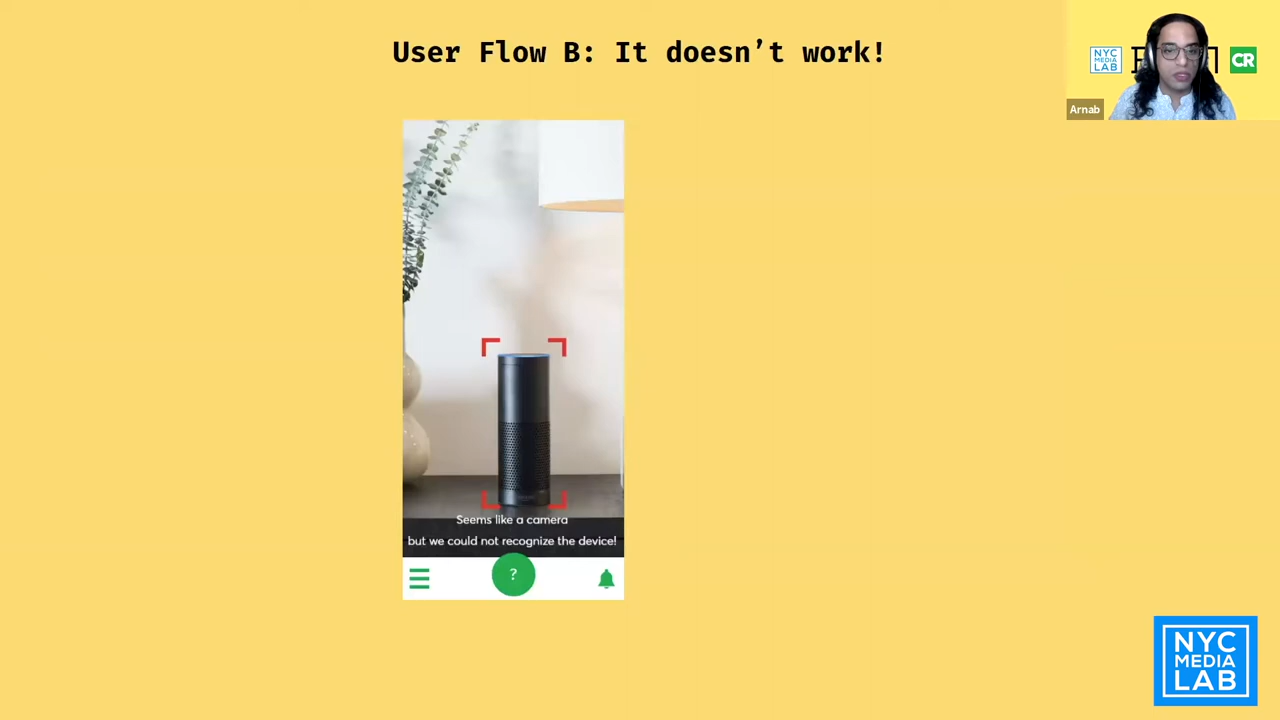 User Flow B: It doesn’t work!
NYC
MEDIA
LAB
CR
Arnab
Seems like a camera
but we could not recognize the device!
?
NYC
MEDIA
LAB